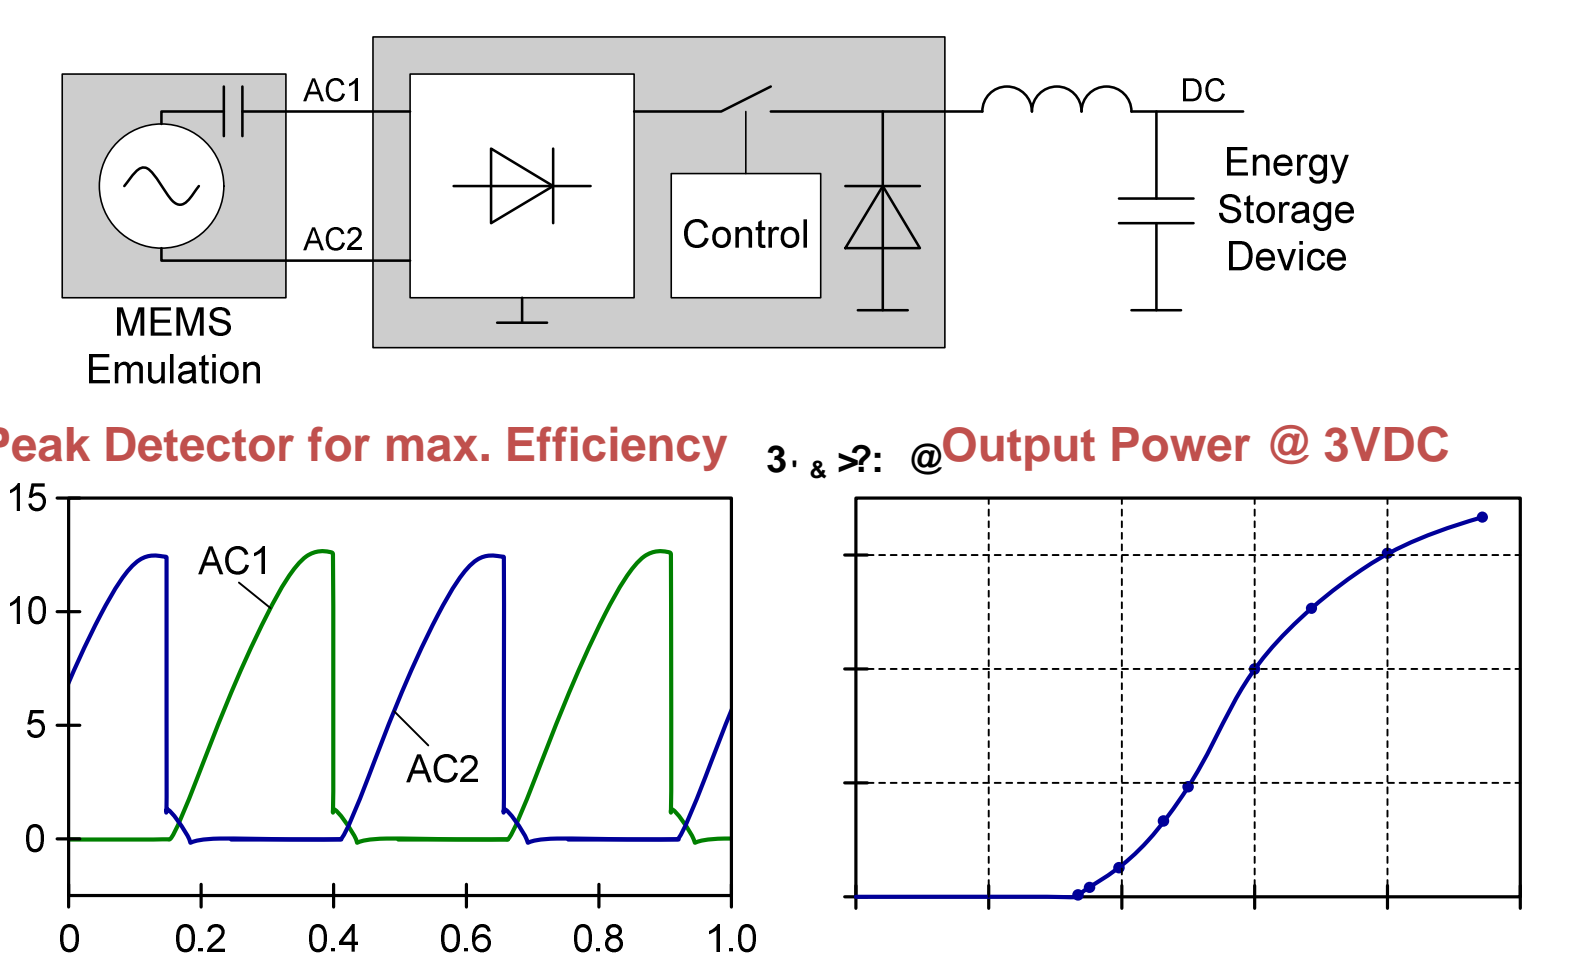 AC1
DC
AC2
Control
Energy
Storage
Device
MEMS
Emulation
Peak Detector for max. Efficiency
Output Power @ 3VDC
15
10
5
0
AC1
AC2
0 0.2 0.4 0.6 0.8 1.0